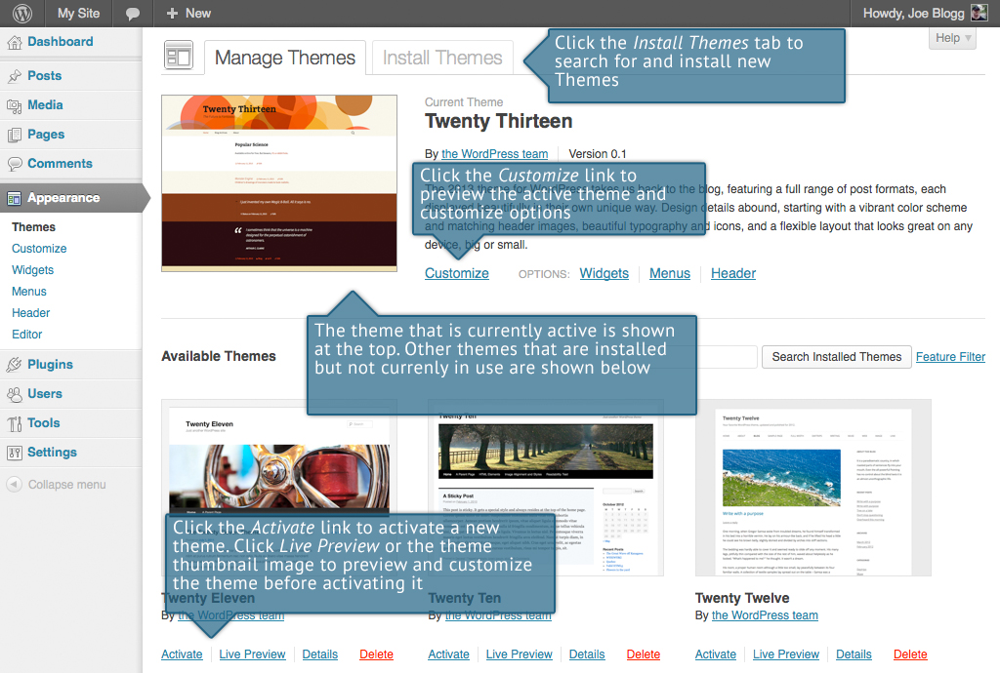 My Site
New
Howdy, Joe Blogg
Help
Dashboard
Posts
Media
Pages
Comments
Appearance
Themes
Customize
Widgets
Menus
Header
Editor
Plugins
Users
Tools
Settings
Collapse menu
Manage Themes
Install Themes
Click the Install Themes tab to
search for and install new
Themes
Twenty Thirteen
Popular Science
Current Theme
Twenty Thirteen
By the WordPress team
Version 0.1
Click the Customize link to
preview the active theme and
customize options
The 2013 theme for WordPress takes us back to the blog, featuring a full range of post formats, each
displayed beautifully in their own unique way. Design details abound, starting with a vibrant color scheme
and matching header images, beautiful typography and icons, and a flexible layout that looks great on any
device, big or small.
Customize
OPTIONS: Widgets Menus Header
The theme that is currently active is shown
at the top. Other themes that are installed
but not currenly in use are shown below
Available Themes
Search Installed Themes
Feature Filter
Twenty Eleven
Twenty Ten
A Sticky Post
Twenty Twelve
Write with a purpose
Click the Activate link to activate a new
theme. Click Live Preview or the theme
thumbnail image to preview and customize
the theme before activating it
Twenty Eleven
By the WordPress team
Activate Live Preview Details Delete
Twenty Ten
By the WordPress team
Activate Live Preview Details Delete
Twenty Twelve
By the WordPress team
Activate Live Preview Details Delete